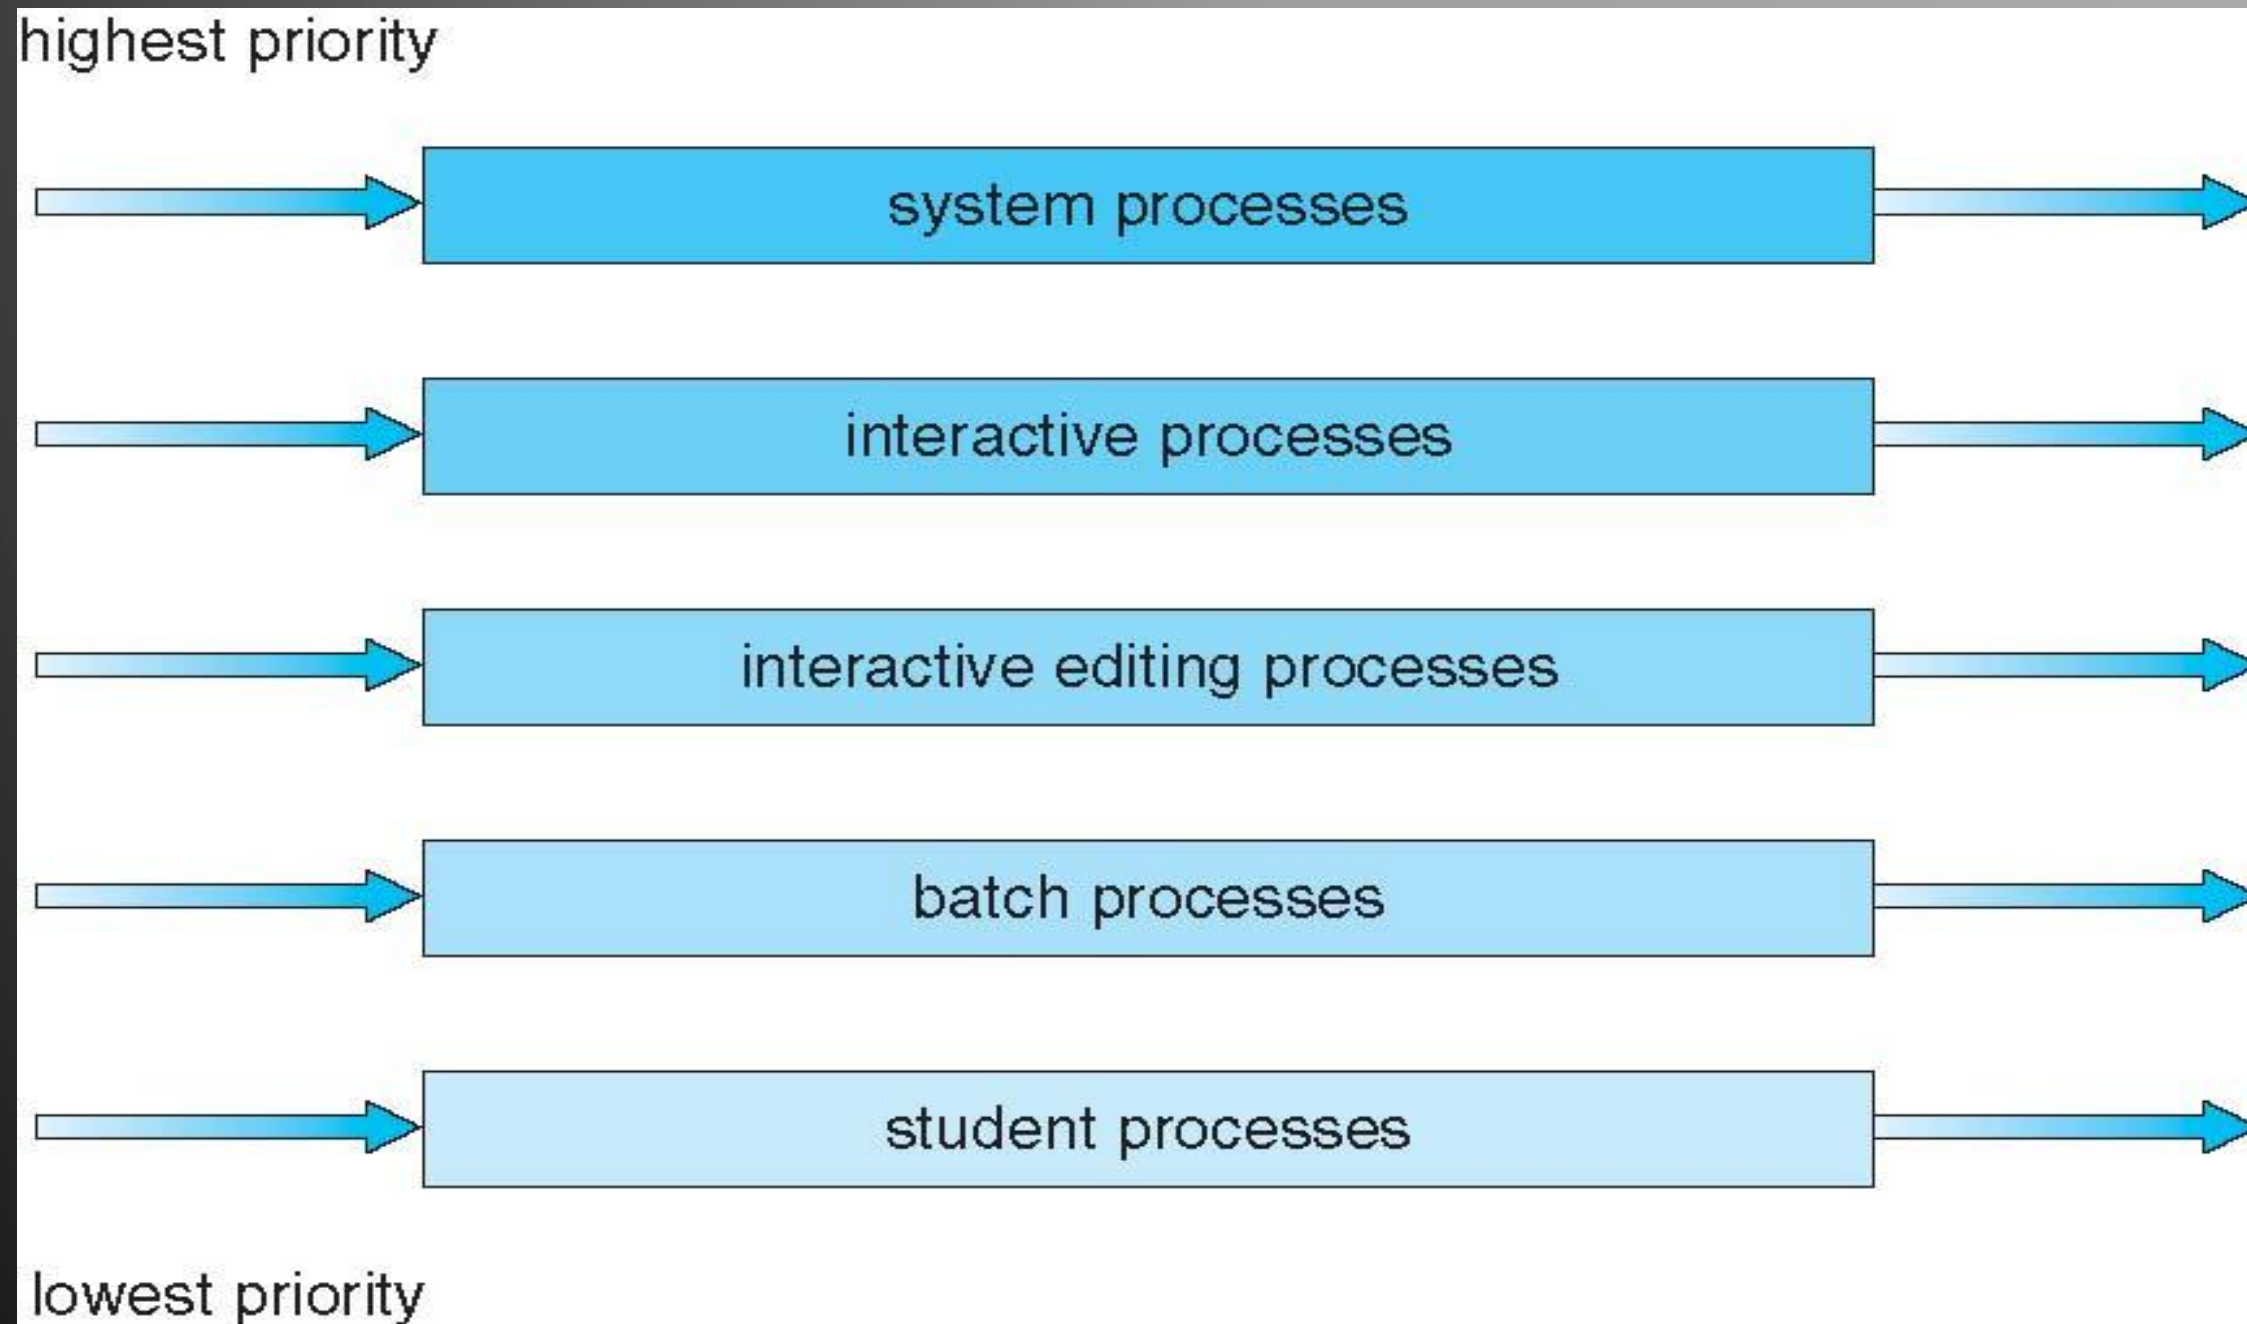 highest priority
system processes
interactive processes
interactive editing processes
batch processes
student processes
lowest priority